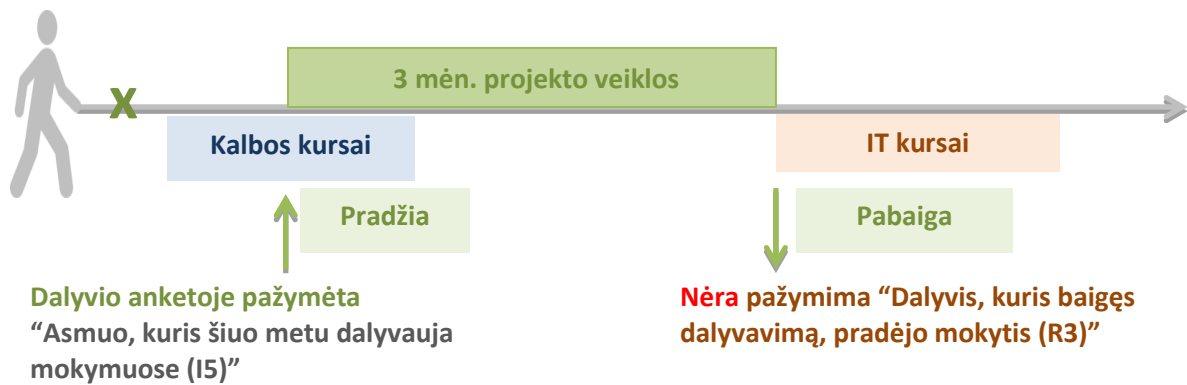 3 mėn. projekto veiklos
X
Kalbos kursai
IT kursai
Pradžia
Pabaiga
Dalyvio anketoje pažymėta
“Asmuo, kuris šiuo metu dalyvauja
mokymuose (I5)”
Nėra pažymima “Dalyvis, kuris baigęs
dalyvavimą, pradėjo mokytis (R3)”